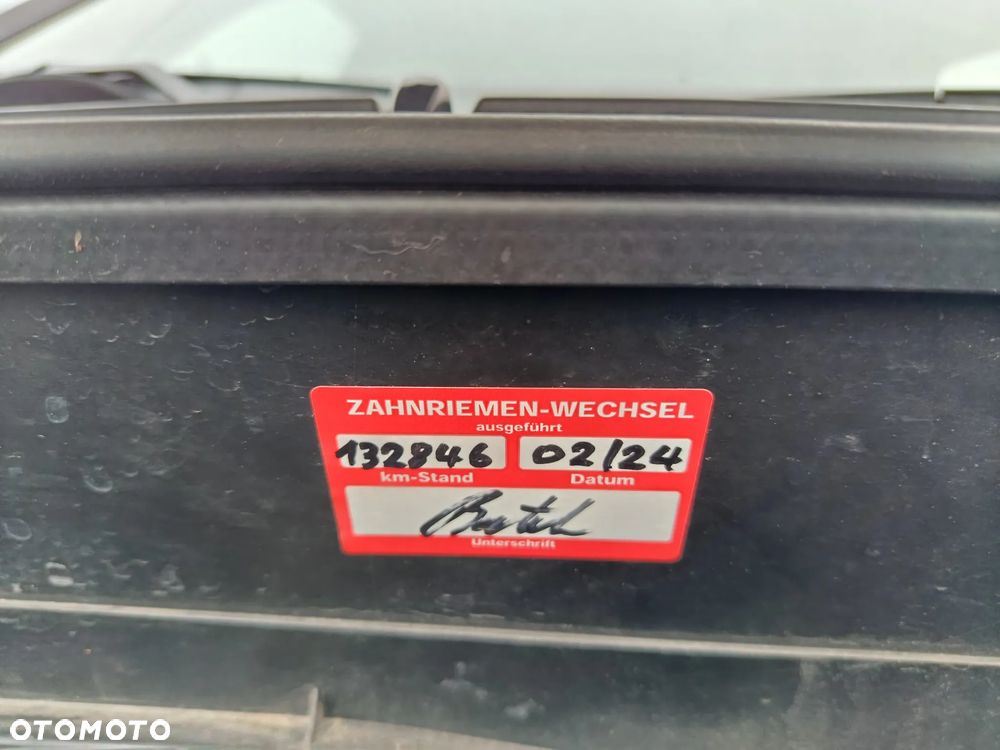 ZAHNRIEMEN-WECHSEL
ausgeführt
132846 02/24
km-Stand Datum
Unterschrift
OTOMOTO